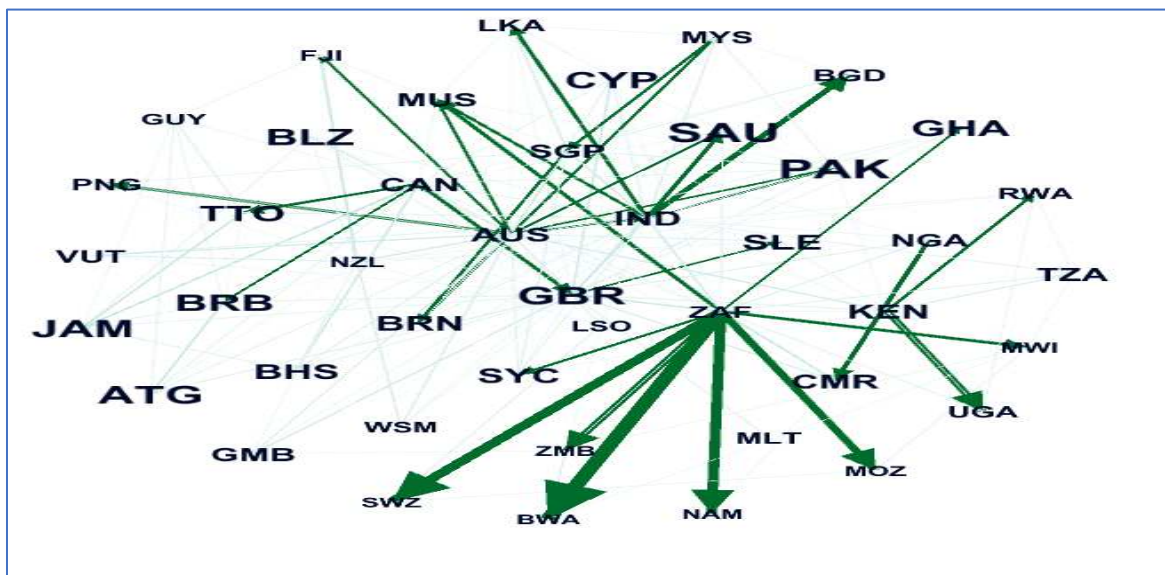 LKA
MYS
FJI
CYP
BGD
MUS
GUY
BLZ
SGP
SAU
GHA
PAK
PNG
CAN
RWA
TTO
IND
AUS
SLE
NGA
VUT
NZL
TZA
BRB
GBR
ZAF
KEN
JAM
BRN
LSO
MWI
BHS
SYC
CMR
ATG
UGA
WSM
MLT
GMB
ZMB
MOZ
SWZ
BWA
NAM